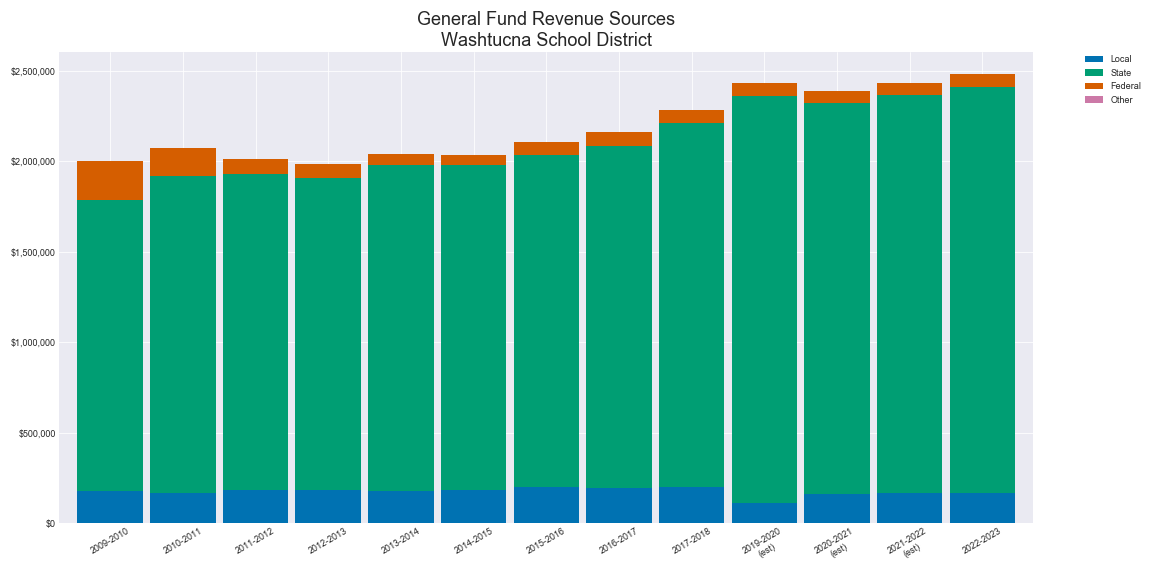 General Fund Revenue Sources
Washtucna School District
Local
State
Federal
Other
$2,500,000
$2,000,000
$1,500,000
$1,000,000
$500,000
$0
2009-2010
2010-2011
2011-2012
2012-2013
2013-2014
2014-2015
2015-2016
2016-2017
2017-2018
2019-2020
(est)
2020-2021
(est)
2021-2022
(est)
2022-2023